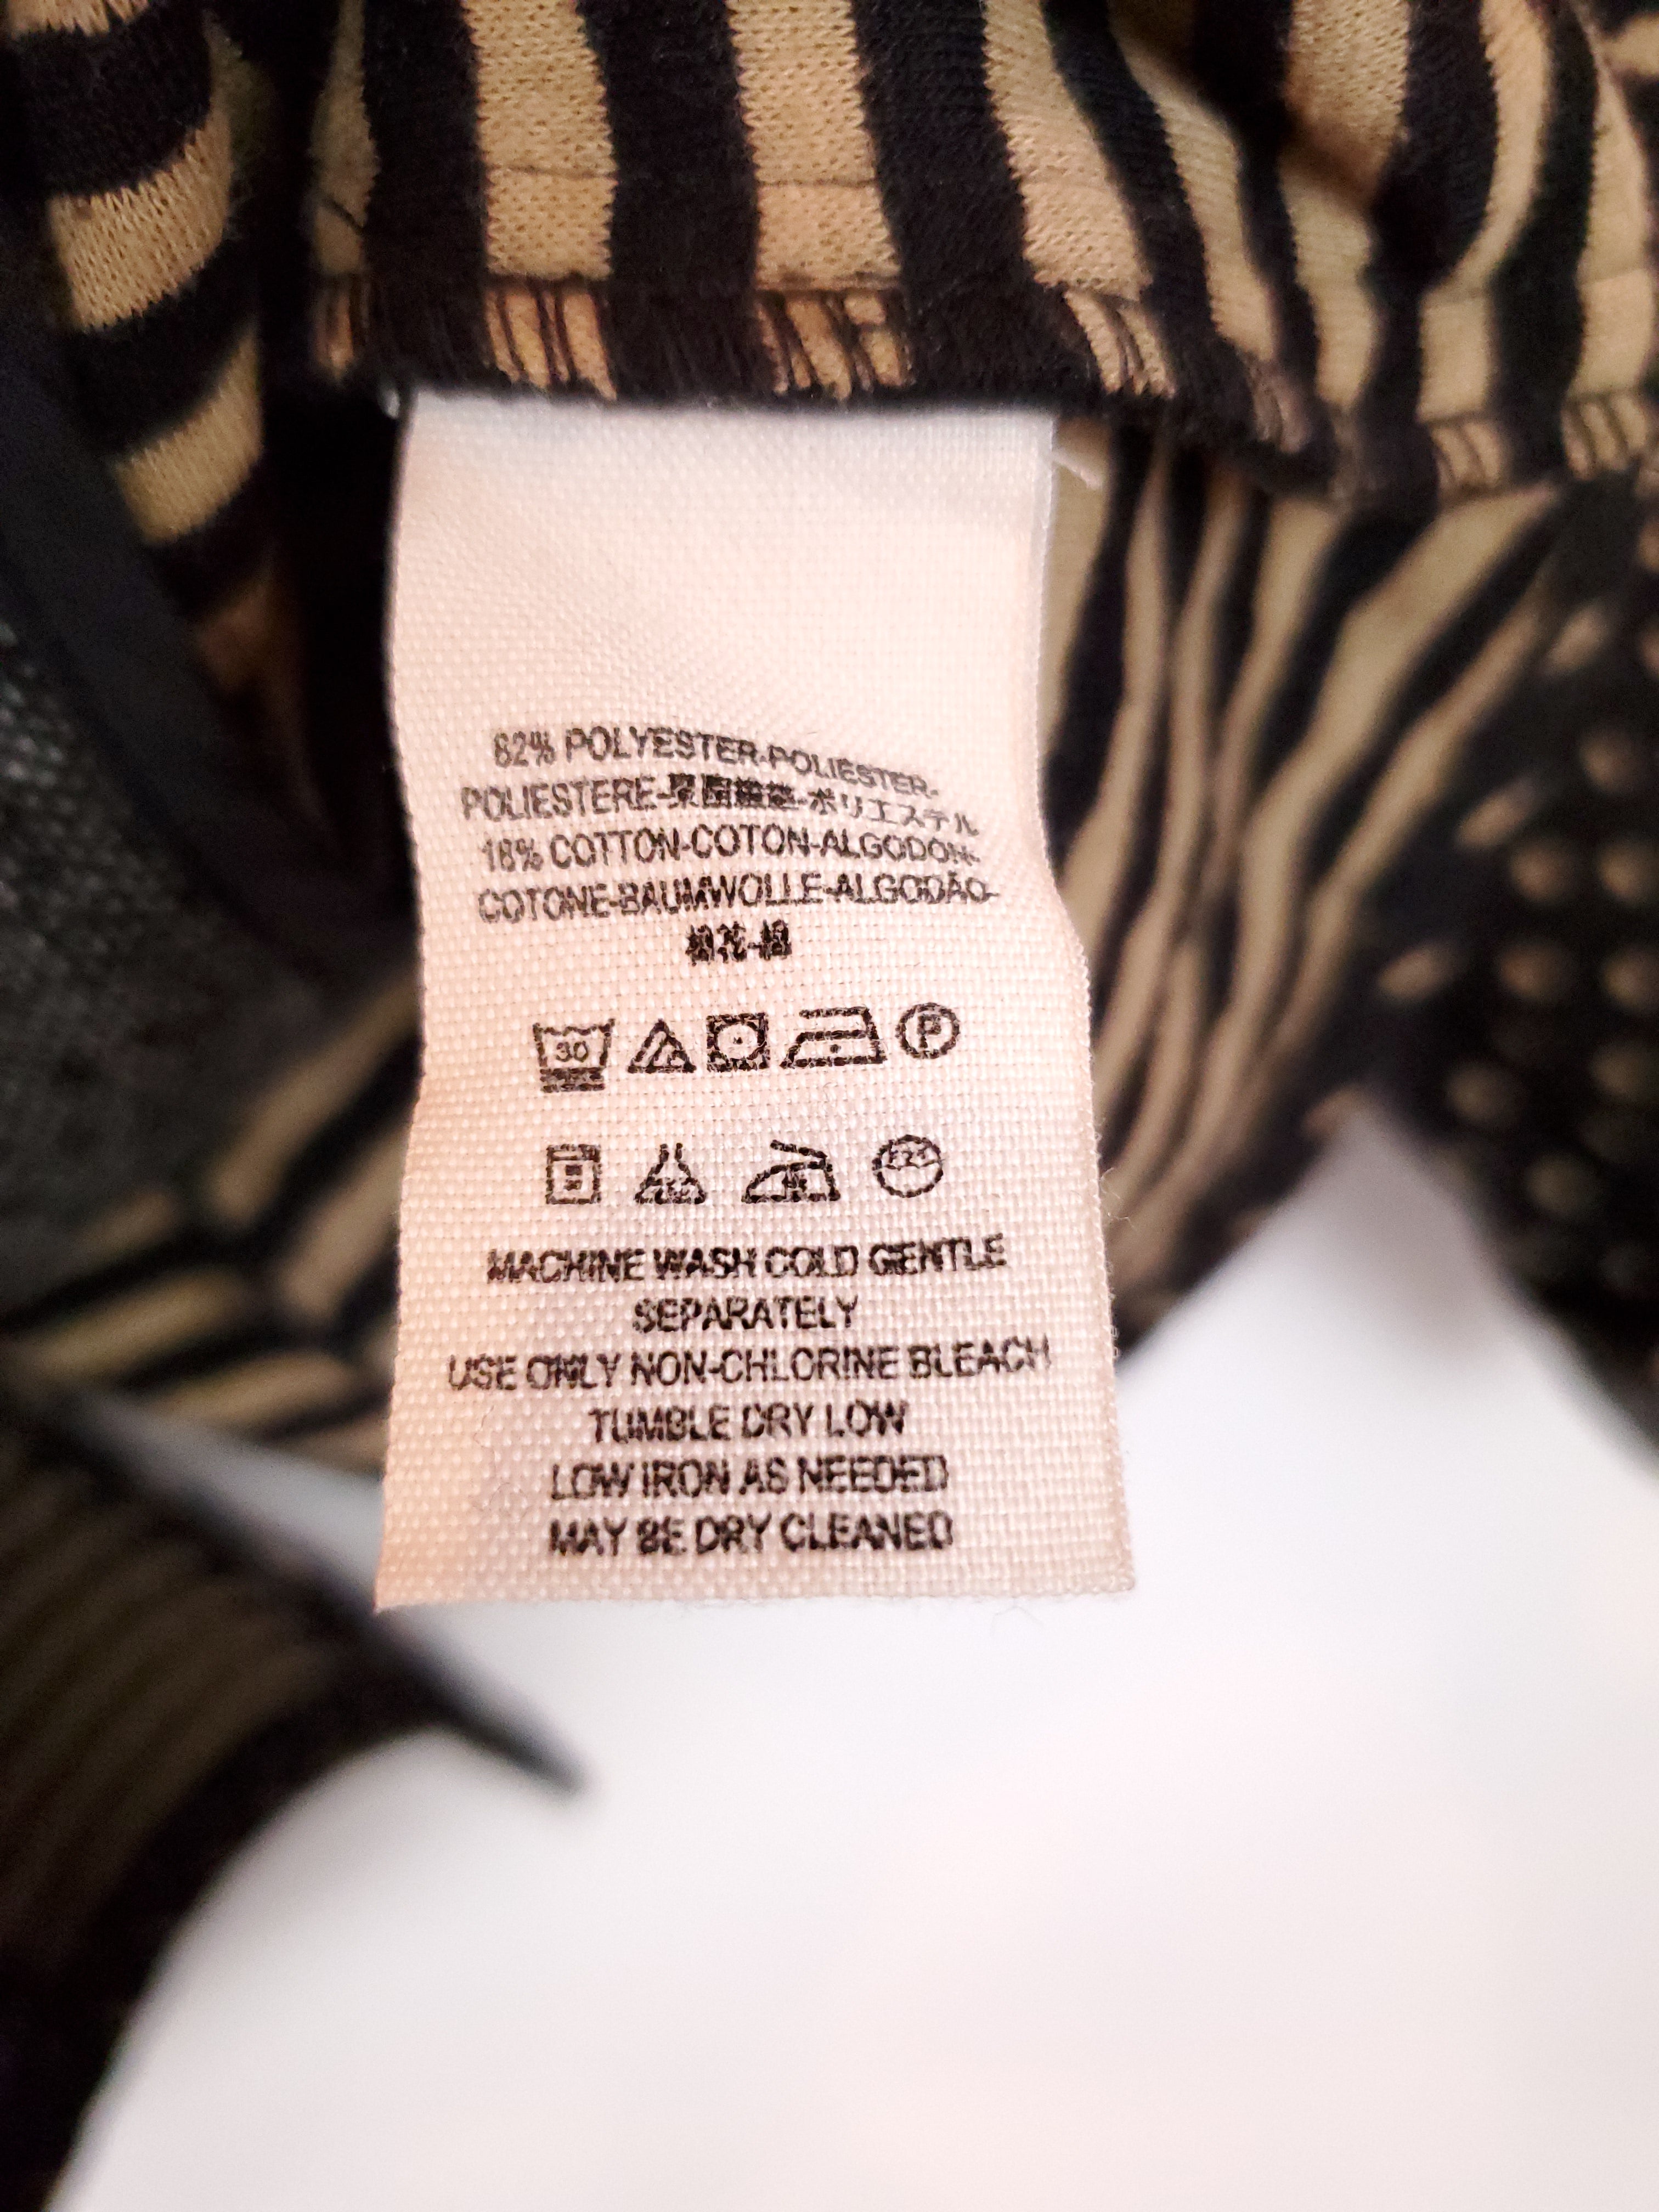 82% POLYESTER-POLIESTER-
POLIESTERE-聚酯纖維-ポリエステル
18% COTTON-COTON-ALGODON-
COTONE-BAUMWOLLE-ALGODÃO-
棉花-綿
30
P
MACHINE WASH COLD GENTLE
SEPARATELY
USE ONLY NON-CHLORINE BLEACH
TUMBLE DRY LOW
LOW IRON AS NEEDED
MAY BE DRY CLEANED